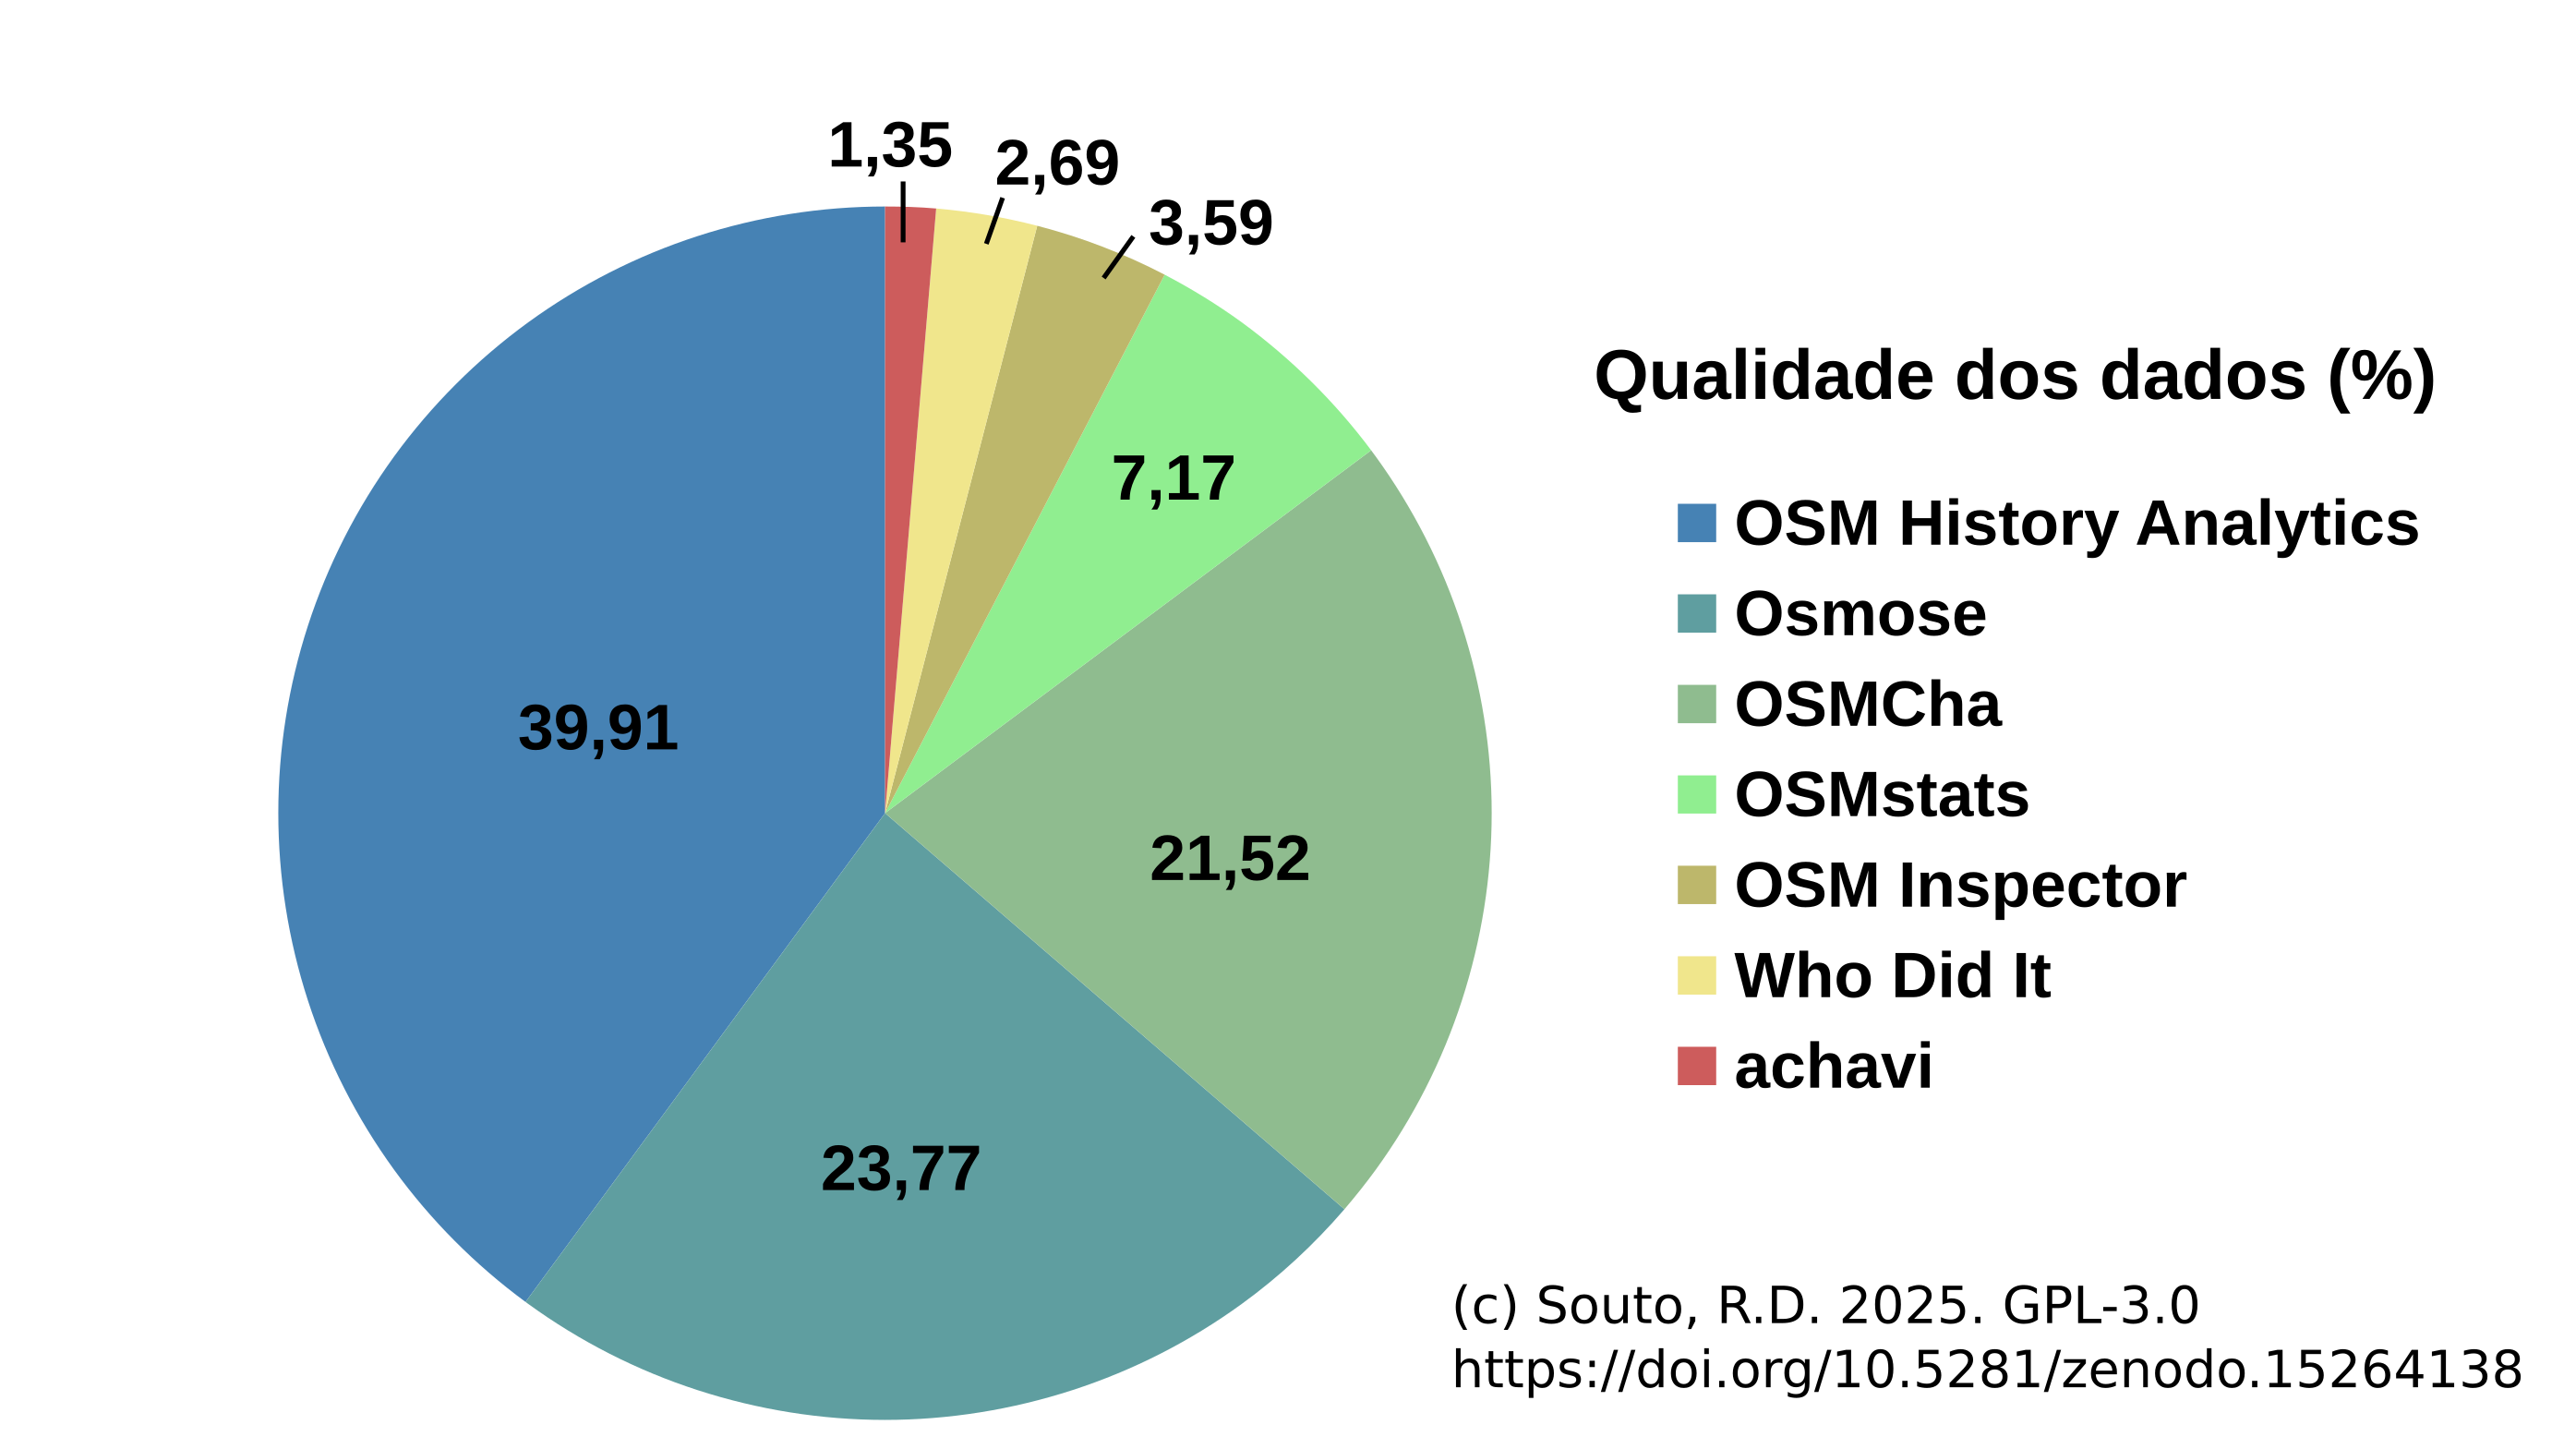 1,35
2,69
3,59
7,17
39,91
21,52
23,77
Qualidade dos dados (%)
OSM History Analytics
Osmose
OSMCha
OSMstats
OSM Inspector
Who Did It
achavi
(c) Souto, R.D. 2025. GPL-3.0
https://doi.org/10.5281/zenodo.15264138